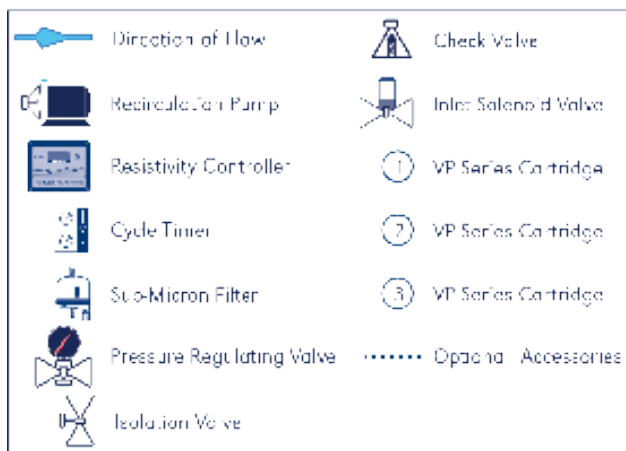 Direction of Flow
Recirculation Pump
Resistivity Controller
Cycle Timer
Sub-Micron Filter
Pressure Regulating Valve
Isolation Valve
Check Valve
Inlet Solenoid Valve
1 VP Series Cartridge
2 VP Series Cartridge
3 VP Series Cartridge
Optional Accessories